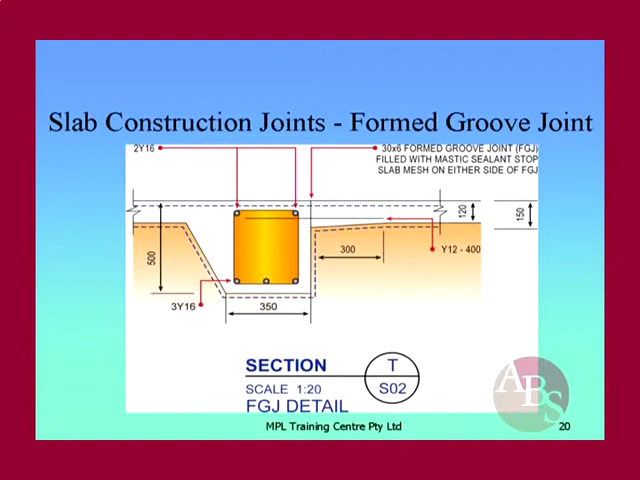 Slab Construction Joints - Formed Groove Joint
2Y16
30x6 FORMED GROOVE JOINT (FGJ)
FILLED WITH MASTIC SEALANT STOP
SLAB MESH ON EITHER SIDE OF FGJ
120
150
500
300
Y12 - 400
3Y16
350
SECTION
T
SCALE 1:20
S02
FGJ DETAIL
ABS
MPL Training Centre Pty Ltd
20